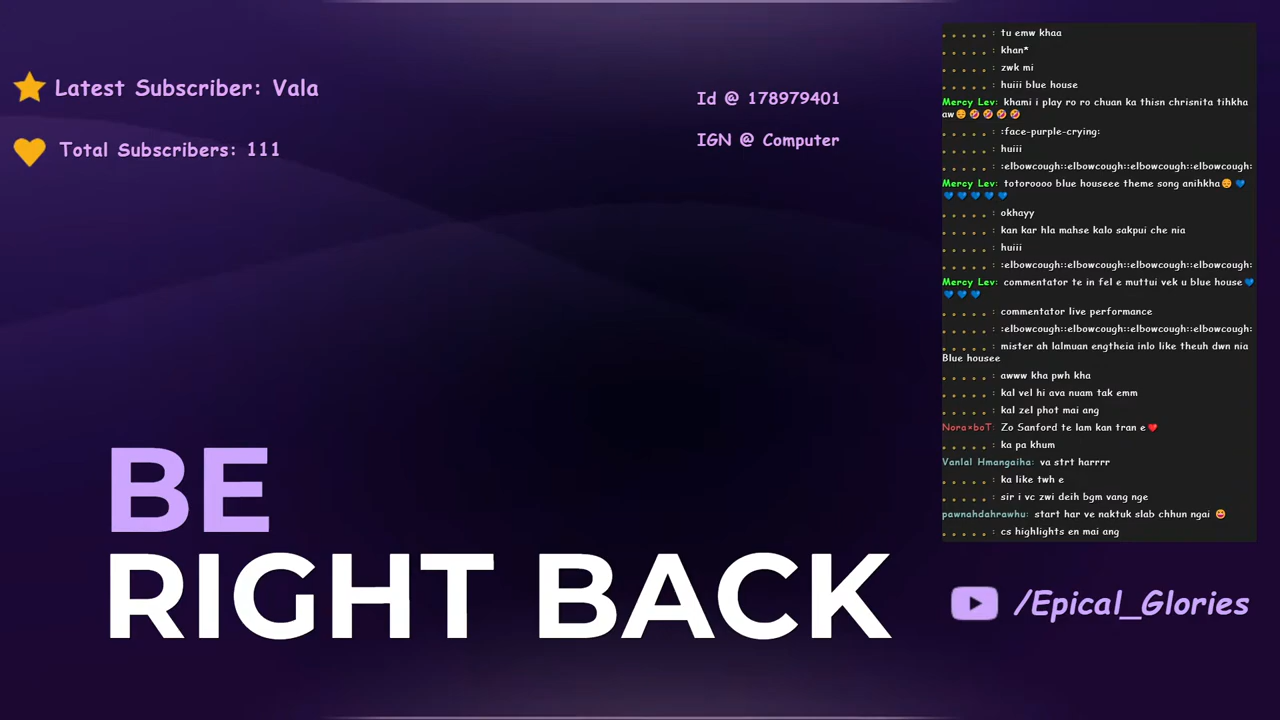 Latest Subscriber: Vala
Total Subscribers: 111
Id @ 178979401
IGN @ Computer
BE
RIGHT BACK
。。。。。: tu emw khaa
。。。。。: khan*
。。。。。: zwk mi
。。。。。: huiii blue house
Mercy Lev: khami i play ro ro chuan ka thisn chrisnita tihkha
aw😔🤣🤣🤣🤣
。。。。。: :face-purple-crying:
。。。。。: huiii
。。。。。: :elbowcough::elbowcough::elbowcough::elbowcough:
Mercy Lev: totoroooo blue houseee theme song anihkha😔💙
💙💙💙💙💙
。。。。。: okhayy
。。。。。: kan kar hla mahse kalo sakpui che nia
。。。。。: huiii
。。。。。: :elbowcough::elbowcough::elbowcough::elbowcough:
Mercy Lev: commentator te in fel e muttui vek u blue house💙
💙💙💙
。。。。。: commentator live performance
。。。。。: :elbowcough::elbowcough::elbowcough::elbowcough:
。。。。。: mister ah lalmuan engtheia inlo like theuh dwn nia
Blue housee
。。。。。: awww kha pwh kha
。。。。。: kal vel hi ava nuam tak emm
。。。。。: kal zel phot mai ang
Nora×boT: Zo Sanford te lam kan tran e❤️
。。。。。: ka pa khum
Vanlal Hmangaiha: va strt harrrr
。。。。。: ka like twh e
。。。。。: sir i vc zwi deih bgm vang nge
pawnahdahrawhu: start har ve naktuk slab chhun ngai 😅
。。。。。: cs highlights en mai ang
/Epical_Glories